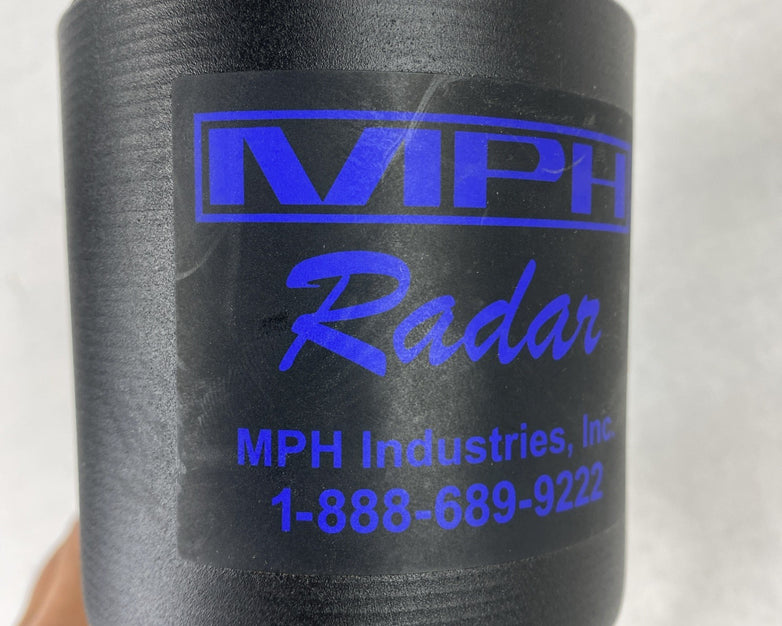 MPH
Radar
MPH Industries, Inc.
1-888-689-9222